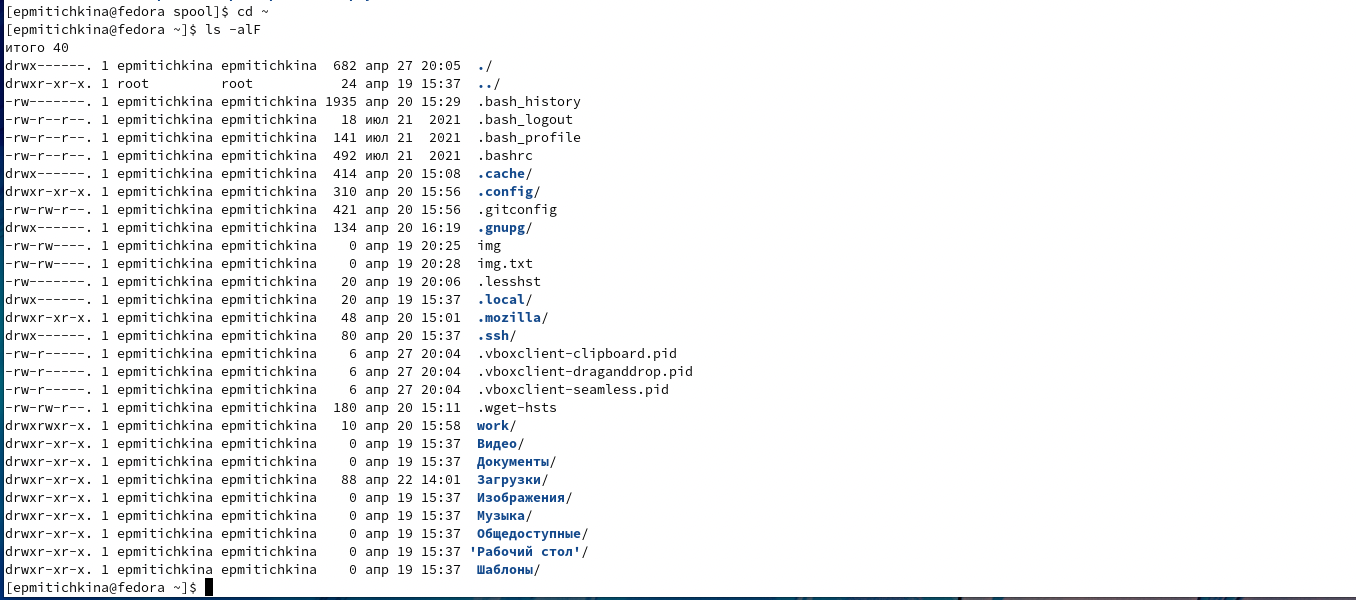 [epmitichkina@fedora spool]$ cd ~
[epmitichkina@fedora ~]$ ls -alF
итого 40
drwx------. 1 epmitichkina epmitichkina  682 апр 27 20:05  ./
drwxr-xr-x. 1 root         root           24 апр 19 15:37  ../
-rw-------. 1 epmitichkina epmitichkina 1935 апр 20 15:29  .bash_history
-rw-r--r--. 1 epmitichkina epmitichkina   18 июл 21  2021  .bash_logout
-rw-r--r--. 1 epmitichkina epmitichkina  141 июл 21  2021  .bash_profile
-rw-r--r--. 1 epmitichkina epmitichkina  492 июл 21  2021  .bashrc
drwx------. 1 epmitichkina epmitichkina  414 апр 20 15:08  .cache/
drwxr-xr-x. 1 epmitichkina epmitichkina  310 апр 20 15:56  .config/
-rw-rw-r--. 1 epmitichkina epmitichkina  421 апр 20 15:56  .gitconfig
drwx------. 1 epmitichkina epmitichkina  134 апр 20 16:19  .gnupg/
-rw-rw----. 1 epmitichkina epmitichkina    0 апр 19 20:25  img
-rw-rw----. 1 epmitichkina epmitichkina    0 апр 19 20:28  img.txt
-rw-------. 1 epmitichkina epmitichkina   20 апр 19 20:06  .lesshst
drwx------. 1 epmitichkina epmitichkina   20 апр 19 15:37  .local/
drwxr-xr-x. 1 epmitichkina epmitichkina   48 апр 20 15:01  .mozilla/
drwx------. 1 epmitichkina epmitichkina   80 апр 20 15:37  .ssh/
-rw-r-----. 1 epmitichkina epmitichkina    6 апр 27 20:04  .vboxclient-clipboard.pid
-rw-r-----. 1 epmitichkina epmitichkina    6 апр 27 20:04  .vboxclient-draganddrop.pid
-rw-r-----. 1 epmitichkina epmitichkina    6 апр 27 20:04  .vboxclient-seamless.pid
-rw-rw-r--. 1 epmitichkina epmitichkina  180 апр 20 15:11  .wget-hsts
drwxrwxr-x. 1 epmitichkina epmitichkina   10 апр 20 15:58  work/
drwxr-xr-x. 1 epmitichkina epmitichkina    0 апр 19 15:37  Видео/
drwxr-xr-x. 1 epmitichkina epmitichkina    0 апр 19 15:37  Документы/
drwxr-xr-x. 1 epmitichkina epmitichkina   88 апр 22 14:01  Загрузки/
drwxr-xr-x. 1 epmitichkina epmitichkina    0 апр 19 15:37  Изображения/
drwxr-xr-x. 1 epmitichkina epmitichkina    0 апр 19 15:37  Музыка/
drwxr-xr-x. 1 epmitichkina epmitichkina    0 апр 19 15:37  Общедоступные/
drwxr-xr-x. 1 epmitichkina epmitichkina    0 апр 19 15:37 'Рабочий стол'/
drwxr-xr-x. 1 epmitichkina epmitichkina    0 апр 19 15:37  Шаблоны/
[epmitichkina@fedora ~]$